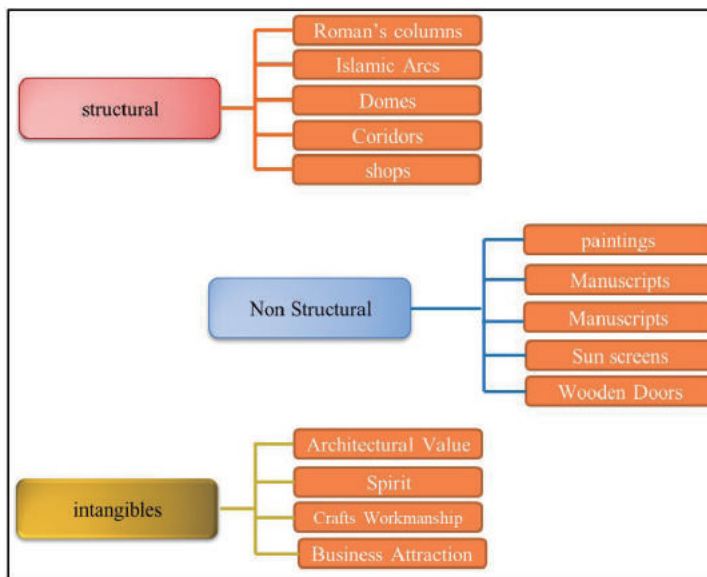 structural
Roman's columns
Islamic Arcs
Domes
Coridors
shops
Non Structural
paintings
Manuscripts
Manuscripts
Sun screens
Wooden Doors
intangibles
Architectural Value
Spirit
Crafts Workmanship
Business Attraction